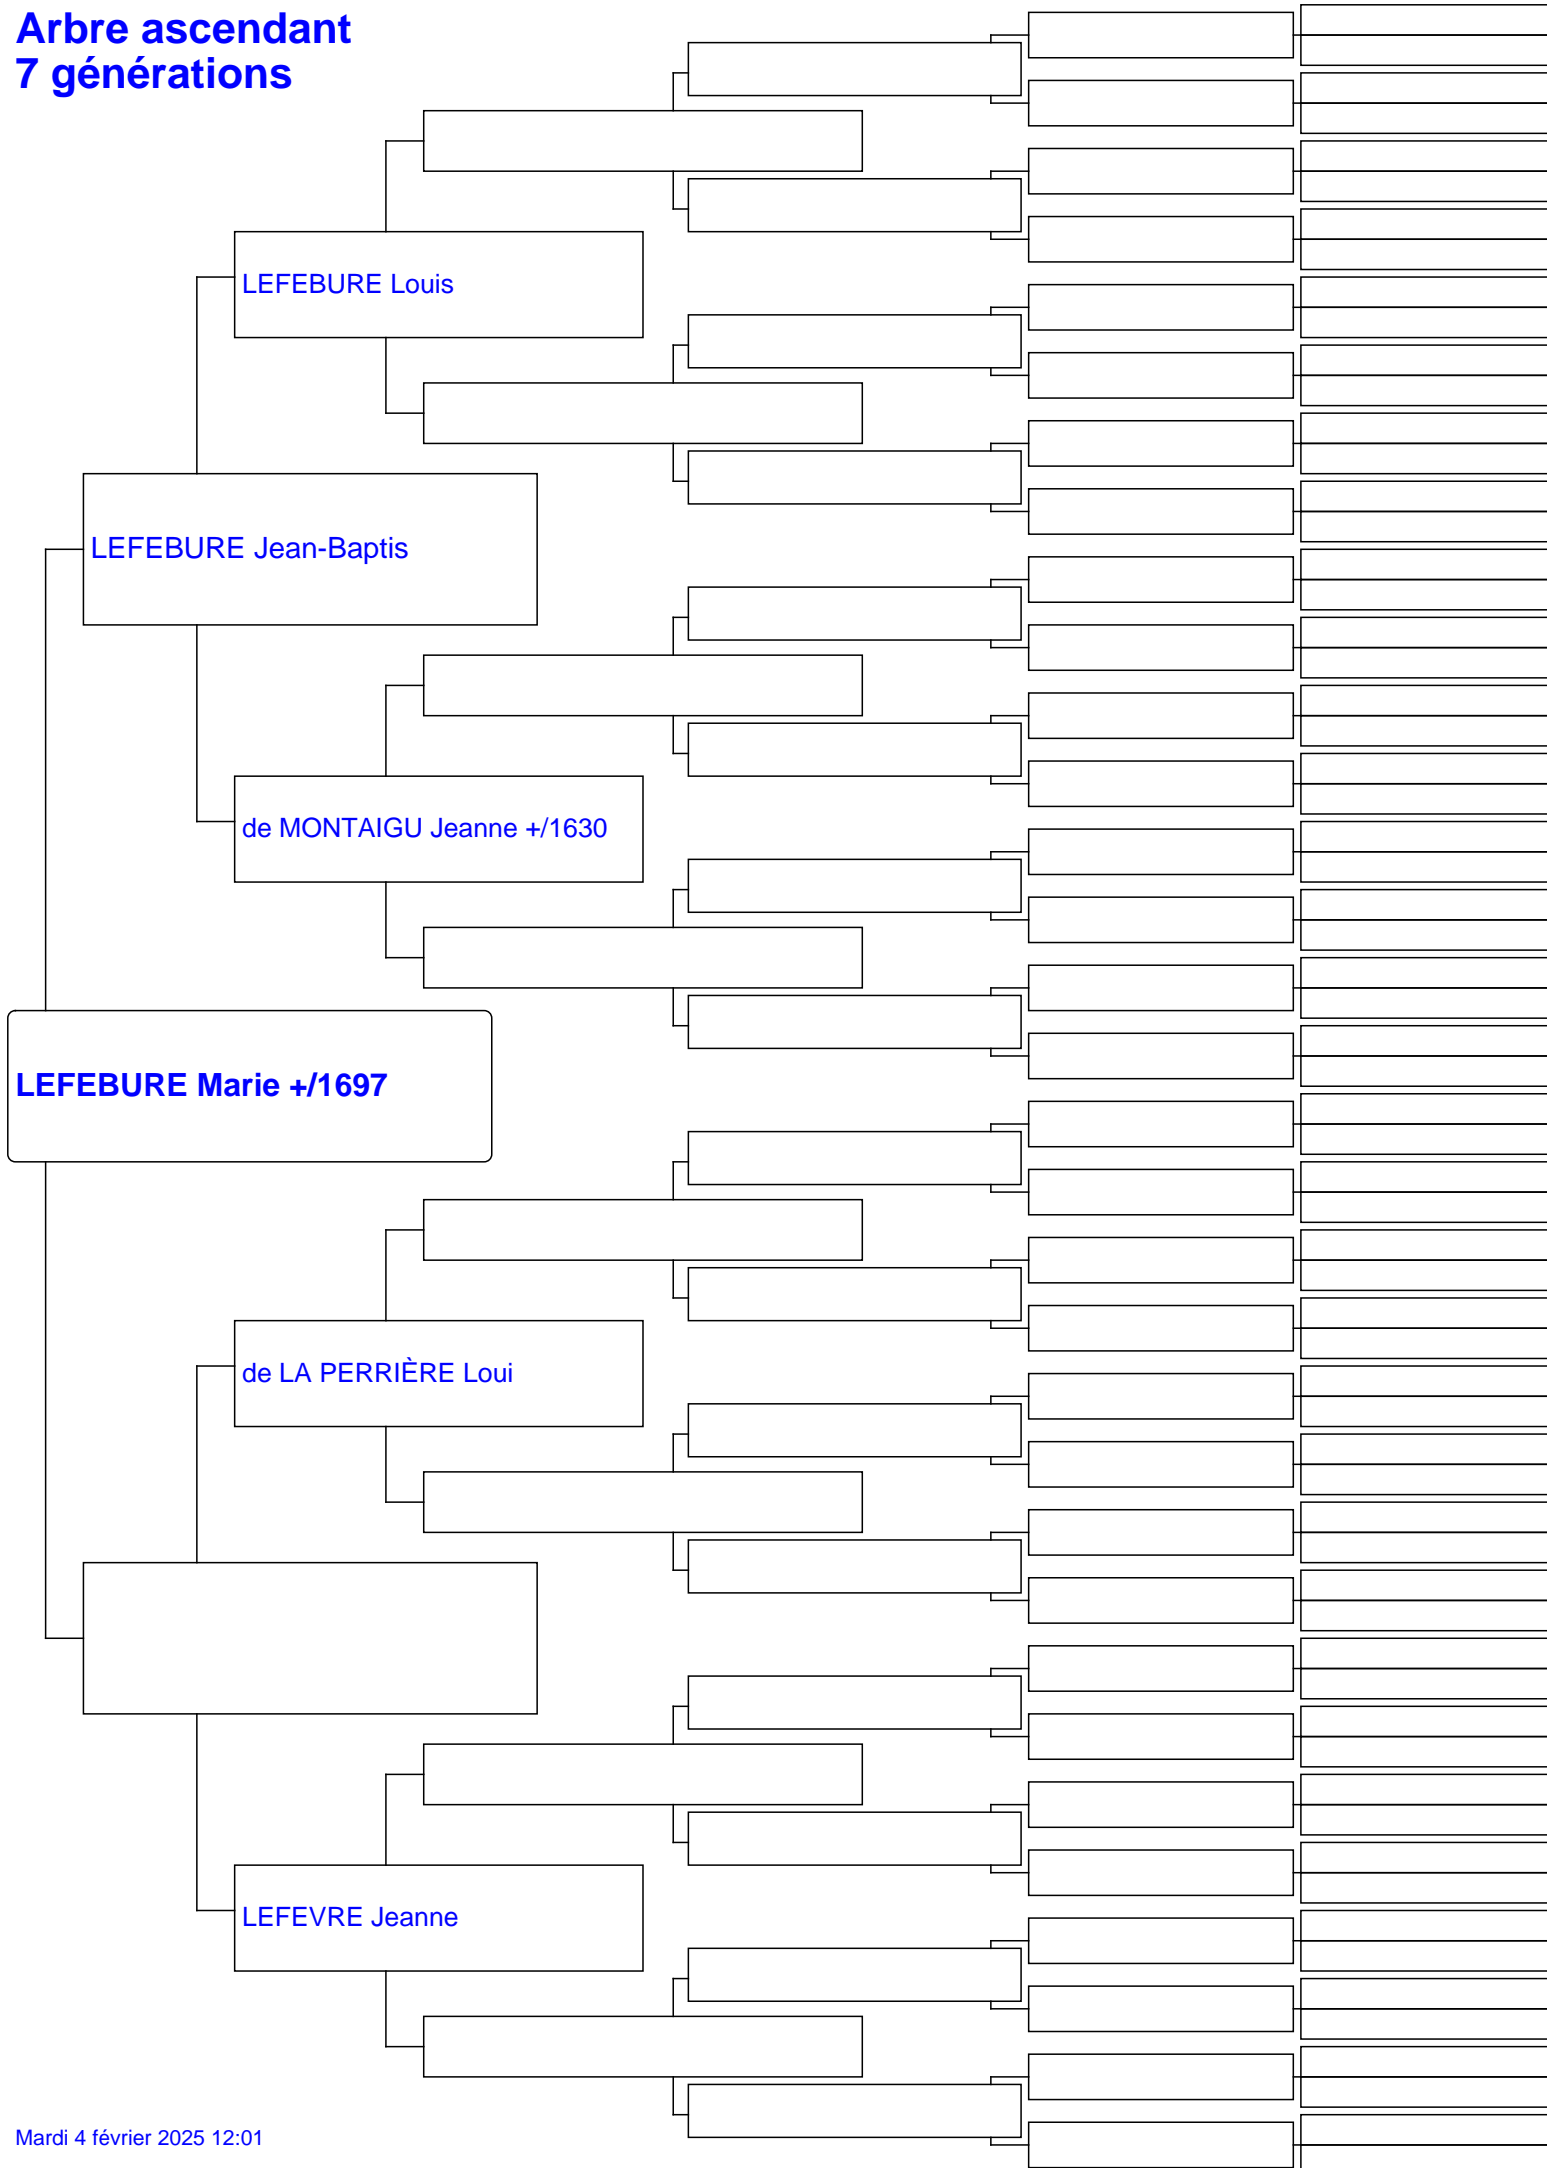 Arbre ascendant
7 générations
LEFEBURE Louis
LEFEBURE Jean-Baptis
de MONTAIGU Jeanne +/1630
LEFEBURE Marie +/1697
de LA PERRIÈRE Loui
LEFEVRE Jeanne
Mardi 4 février 2025 12:01